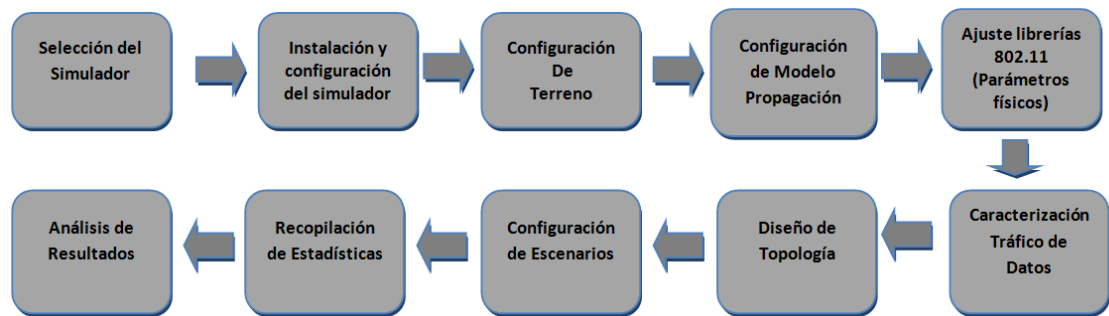 Selección del
Simulador
Instalación y
configuración
del simulador
Configuración
De
Terreno
Configuración
de Modelo
Propagación
Ajuste librerías
802.11
(Parámetros
físicos)
Caracterización
Tráfico de
Datos
Diseño de
Topología
Configuración
de Escenarios
Recopilación
de Estadísticas
Análisis de
Resultados